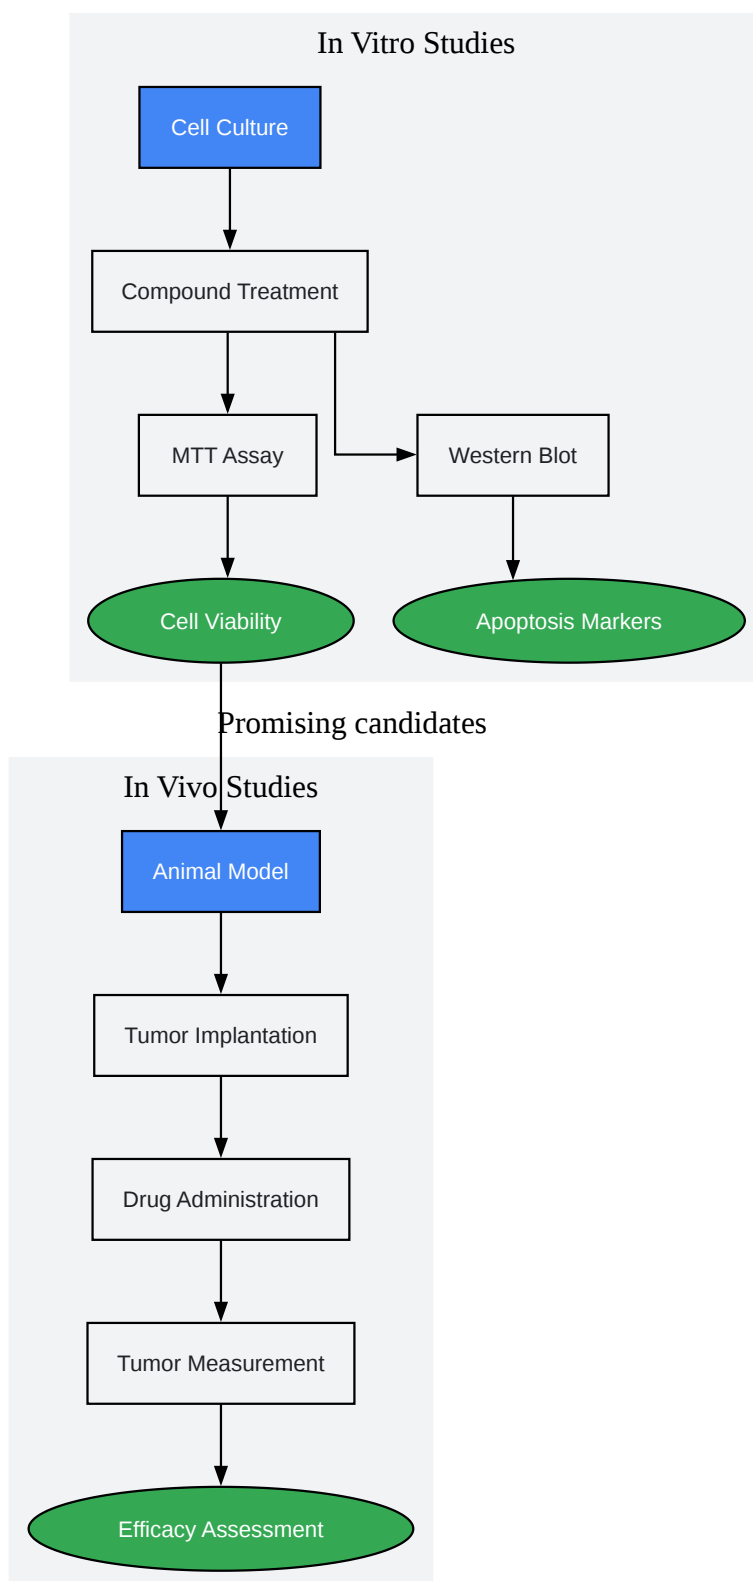 In Vitro Studies
Cell Culture
Compound Treatment
MTT Assay
Western Blot
Cell Viability
Apoptosis Markers
Promising candidates
In Vivo Studies
Animal Model
Tumor Implantation
Drug Administration
Tumor Measurement
Efficacy Assessment